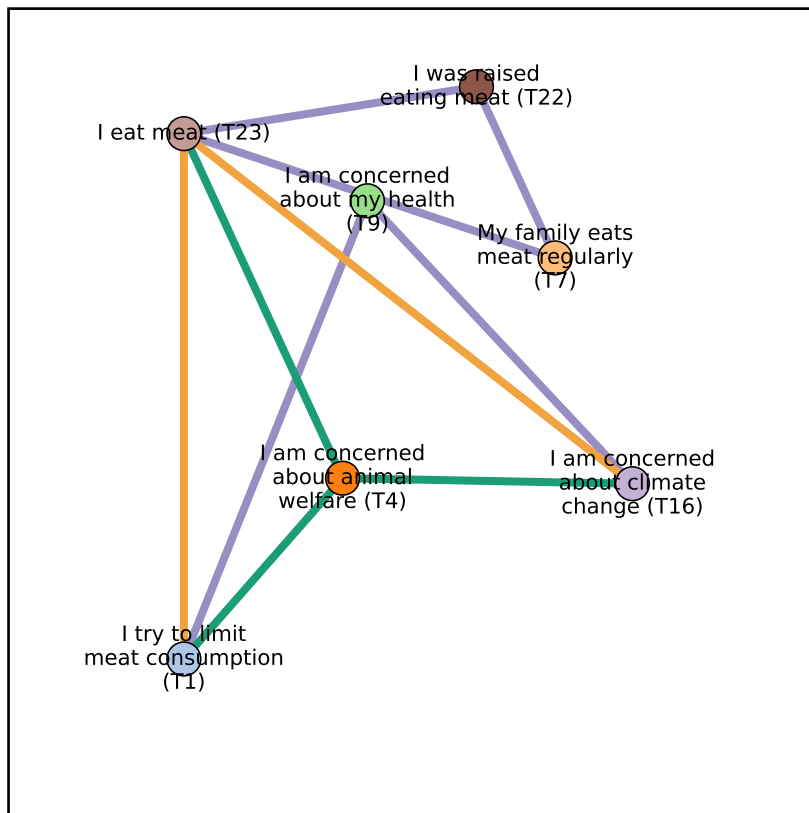 I was raised
eating meat (T22)
I eat meat (T23)
I am concerned
about my health
(T9)
My family eats
meat regularly
(T7)
I am concerned
about animal
welfare (T4)
I am concerned
about climate
change (T16)
I try to limit
meat consumption
(T1)